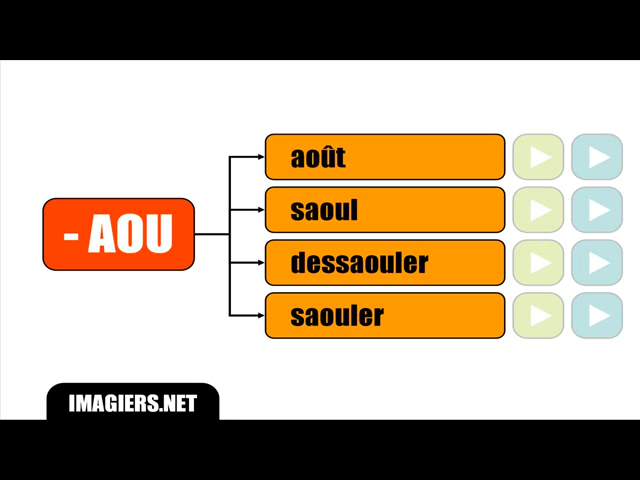 - AOU
août
saoul
dessaouler
saouler
IMAGIERS.NET